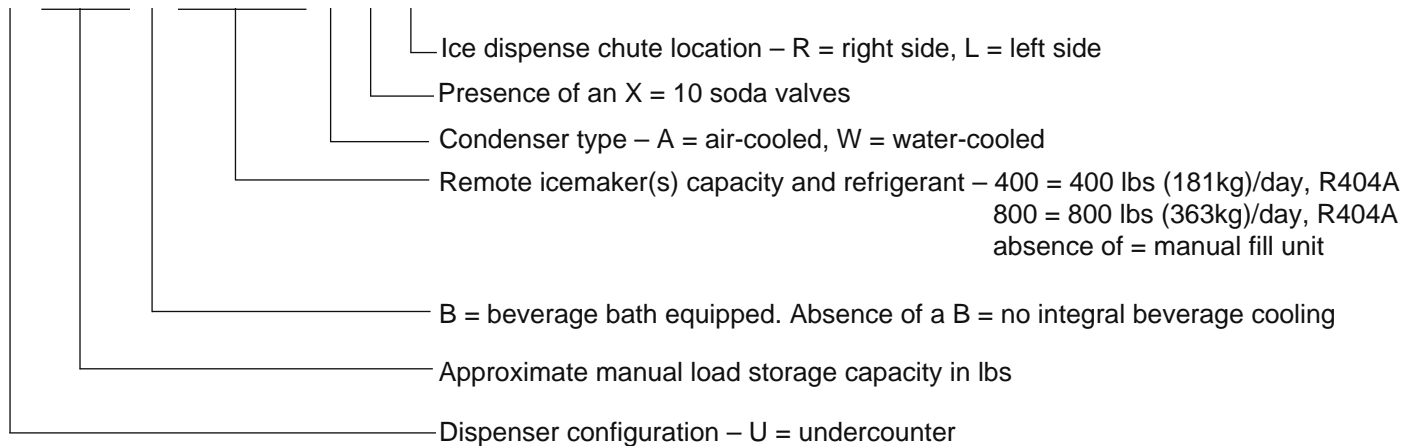 Ice dispense chute location – R = right side, L = left side
Presence of an X = 10 soda valves
Condenser type – A = air-cooled, W = water-cooled
Remote icemaker(s) capacity and refrigerant – 400 = 400 lbs (181kg)/day, R404A
800 = 800 lbs (363kg)/day, R404A
absence of = manual fill unit
B = beverage bath equipped. Absence of a B = no integral beverage cooling
Approximate manual load storage capacity in lbs
Dispenser configuration – U = undercounter